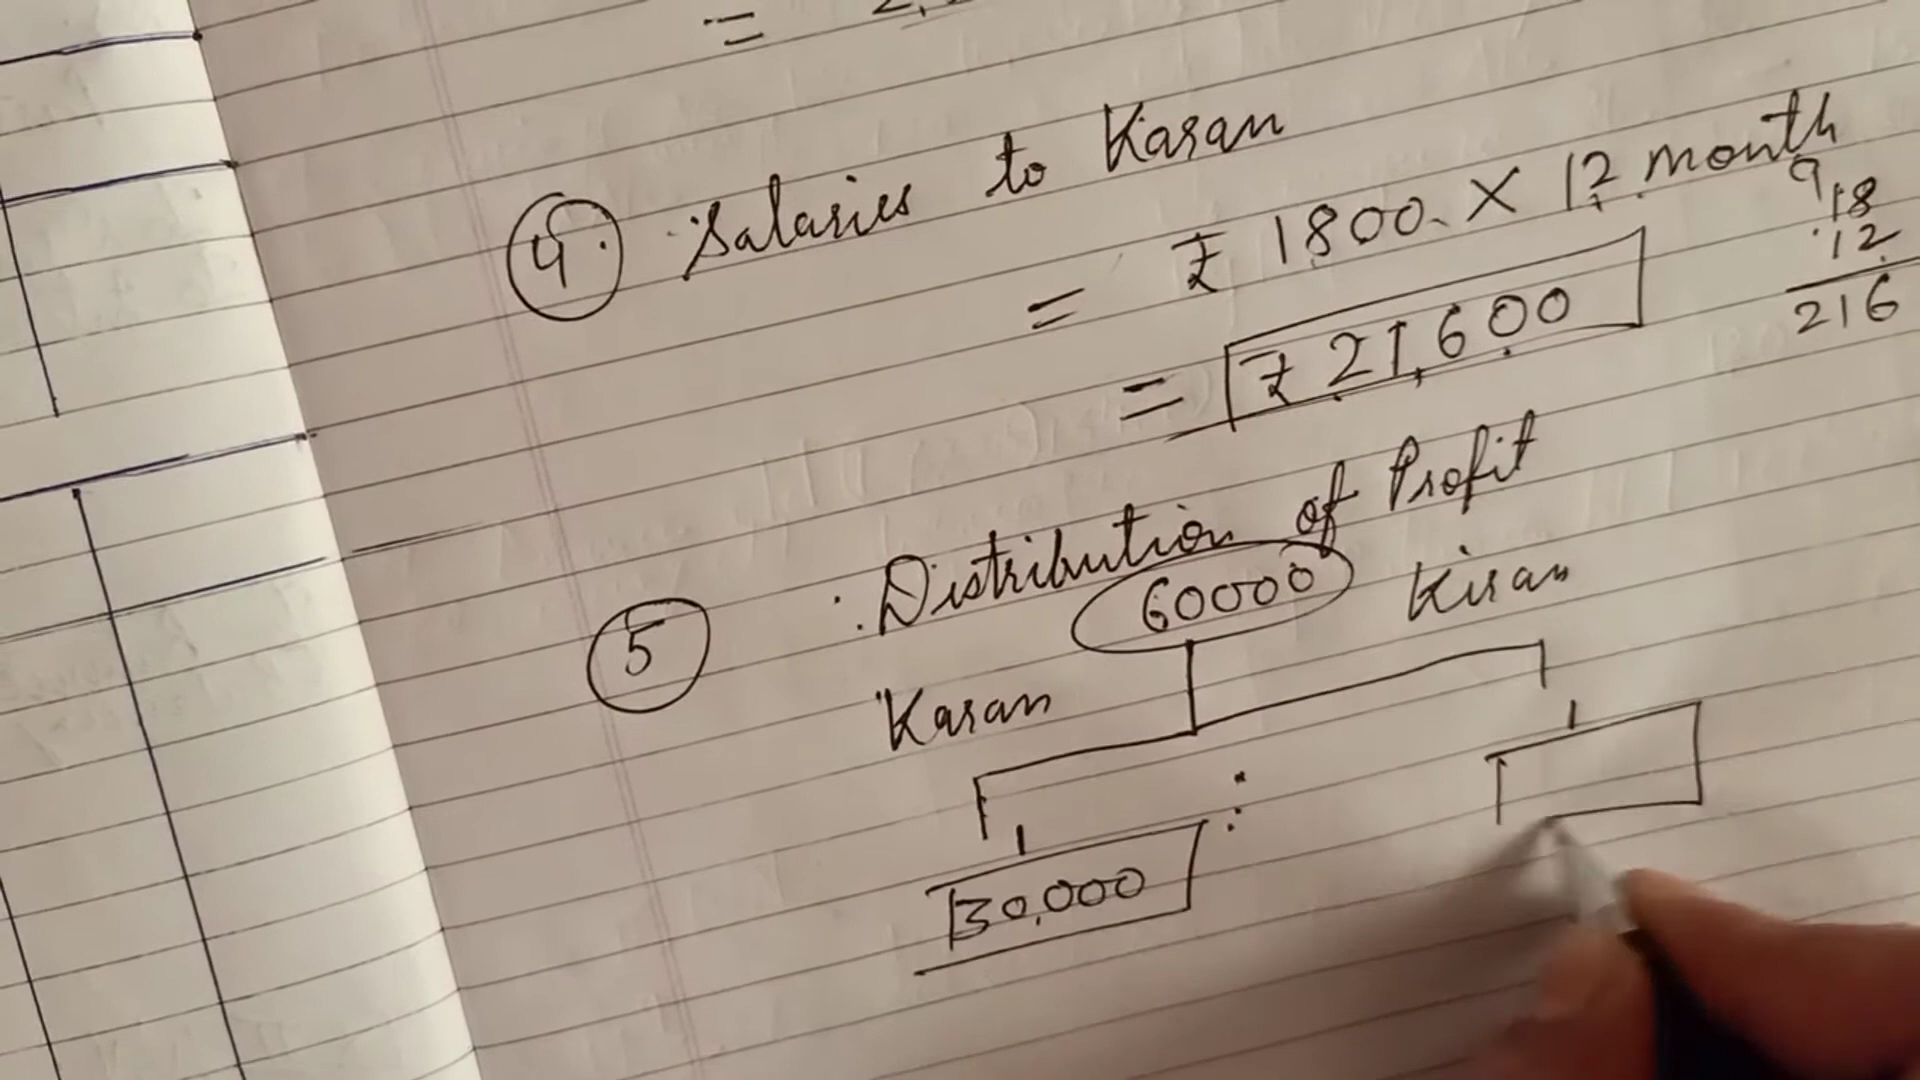 =
④. Salaries to Karan
= ₹ 1800 × 12 month
18
12
216
= ₹ 21,600
⑤ Distribution of Profit
60000
Karan Kiran
30,000